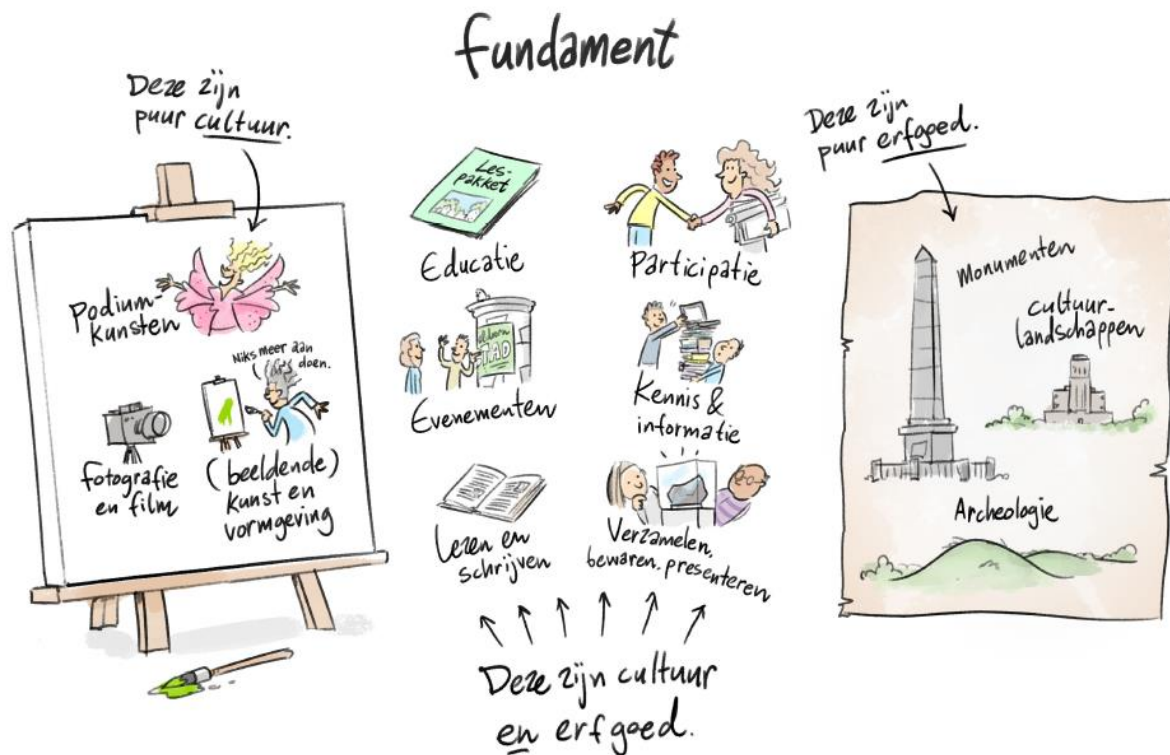 fundament
Deze zijn
puur cultuur.
Podium-
kunsten
Niks meer aan
doen.
fotografie
en film
(beeldende)
kunst en
vormgeving
Les-
pakket
Educatie
Participatie
TAD
Evenementen
Kennis &
informatie
Lezen en
schrijven
Verzamelen,
bewaren, presenteren
Deze zijn cultuur
en erfgoed.
Deze zijn
puur erfgoed.
Monumenten
Cultuur-
landschappen
Archeologie